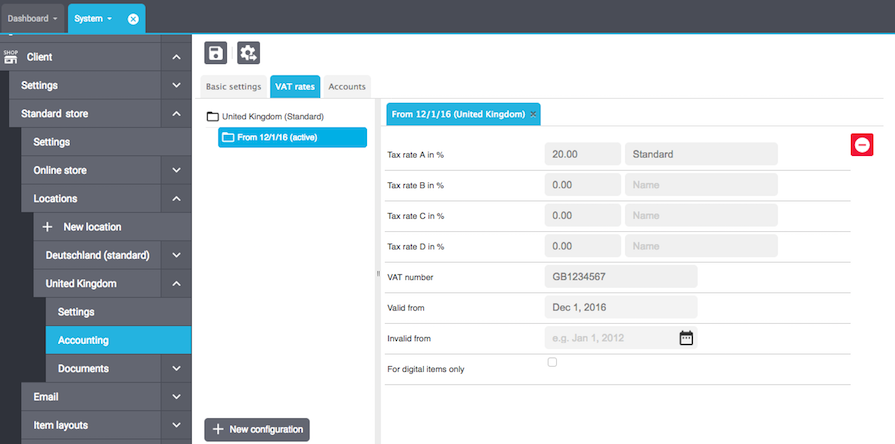 Dashboard
System
SHOP
Client
Settings
Standard store
Settings
Online store
Locations
New location
Deutschland (standard)
United Kingdom
Settings
Accounting
Documents
Email
Item layouts
Basic settings
VAT rates
Accounts
United Kingdom (Standard)
From 12/1/16 (active)
New configuration
From 12/1/16 (United Kingdom)
Tax rate A in % 20.00 Standard
Tax rate B in % 0.00 Name
Tax rate C in % 0.00 Name
Tax rate D in % 0.00 Name
VAT number GB1234567
Valid from Dec 1, 2016
Invalid from e.g. Jan 1, 2012
For digital items only